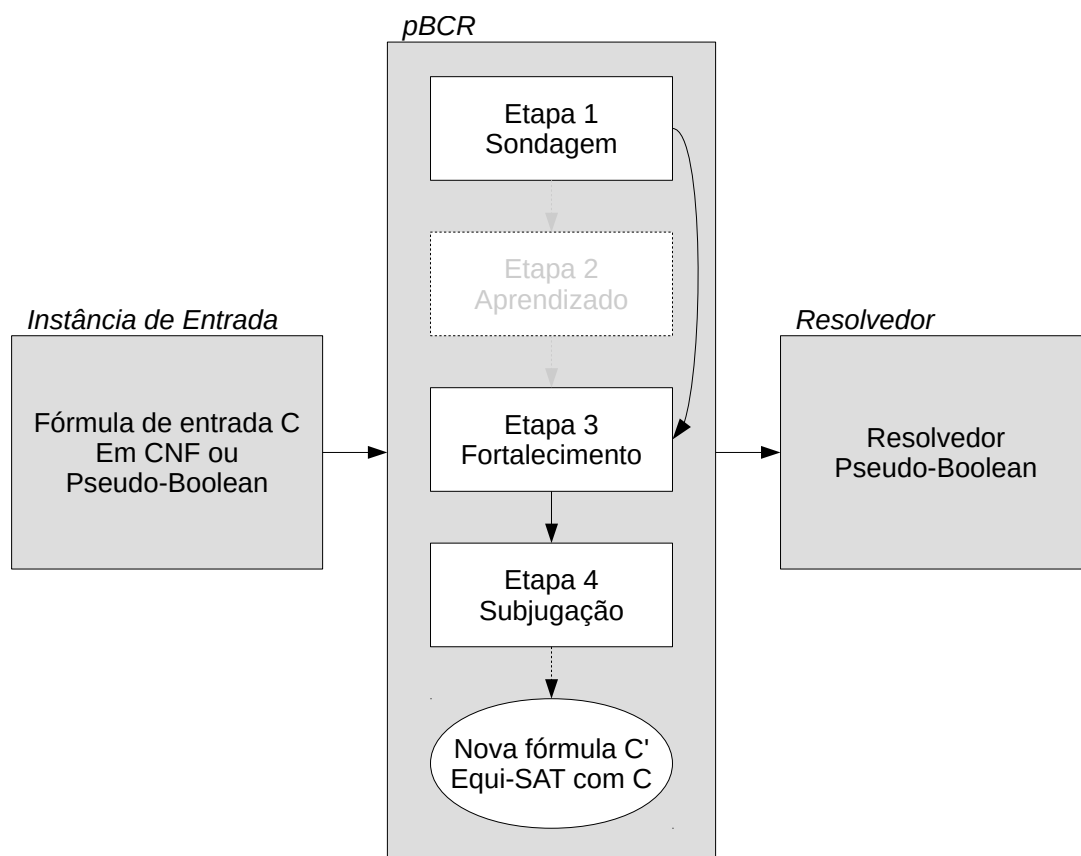 pBCR
Etapa 1
Sondagem
Etapa 2
Aprendizado
Instância de Entrada
Resolvedor
Fórmula de entrada C
Em CNF ou
Pseudo-Boolean
Etapa 3
Fortalecimento
Resolvedor
Pseudo-Boolean
Etapa 4
Subjugação
Nova fórmula C'
Equi-SAT com C